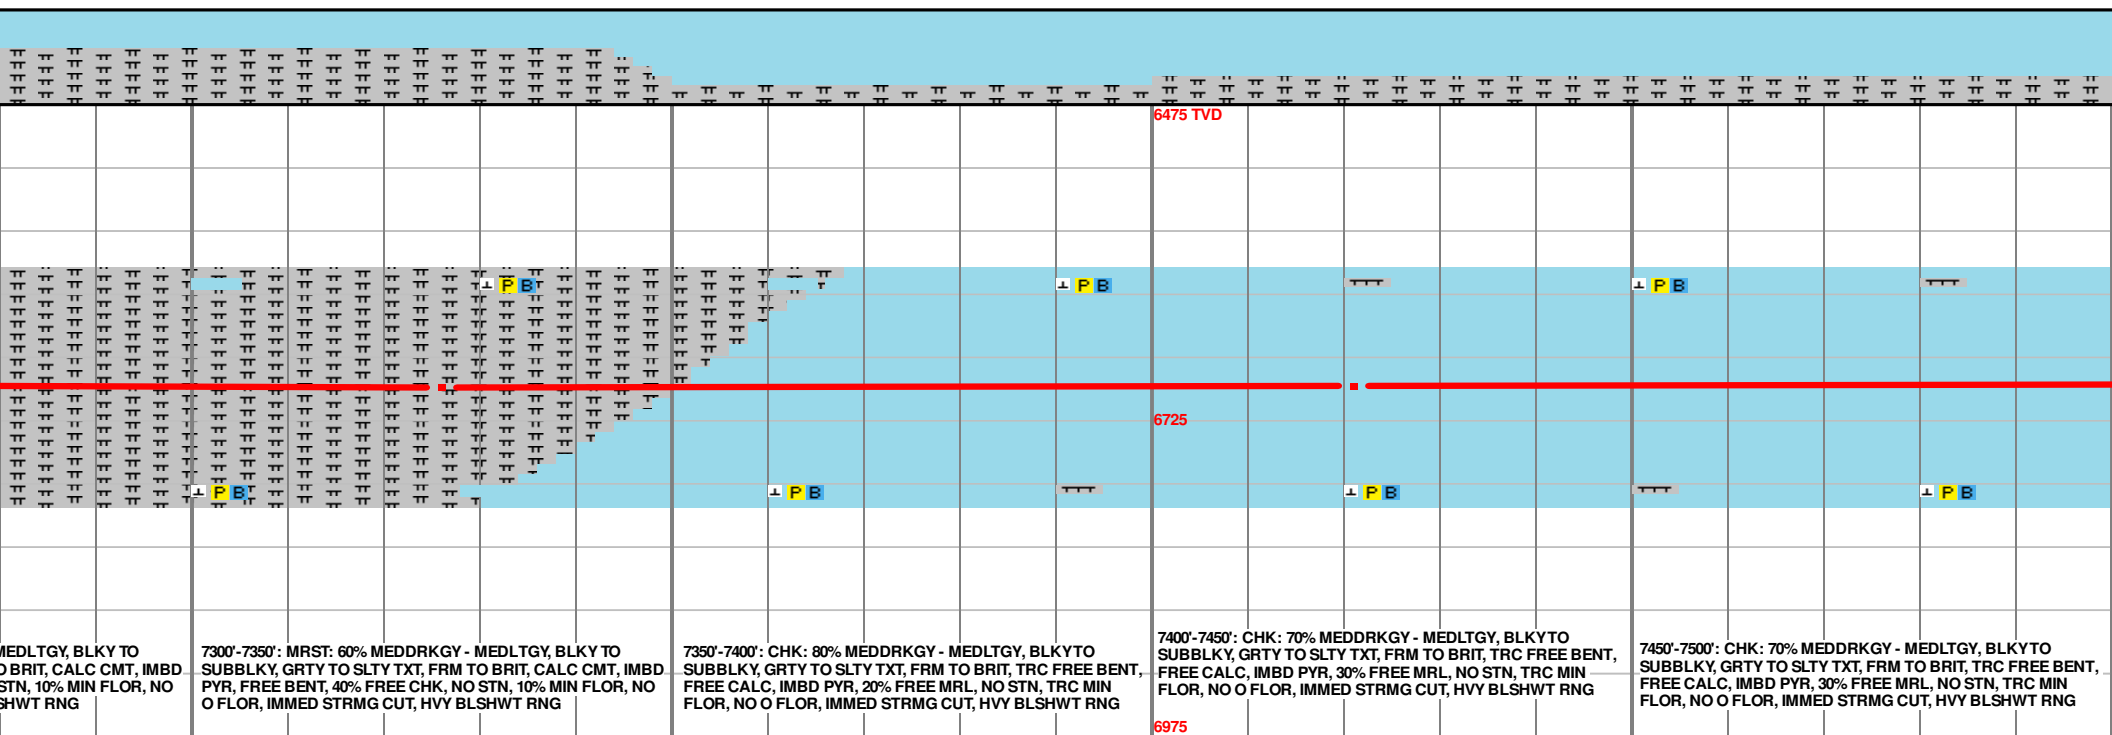 6475 TVD
P B
P B
P B
6725
P B
P B
P B
P B
MEDLTGY, BLKY TO
BRIT, CALC CMT, IMBD
STN, 10% MIN FLOR, NO
SHWT RNG
7300'-7350': MRST: 60% MEDDRKGY - MEDLTGY, BLKY TO
SUBBLKY, GRTY TO SLTY TXT, FRM TO BRIT, CALC CMT, IMBD
PYR, FREE BENT, 40% FREE CHK, NO STN, 10% MIN FLOR, NO
O FLOR, IMMED STRMG CUT, HVY BLSHWT RNG
7350'-7400': CHK: 80% MEDDRKGY - MEDLTGY, BLKY TO
SUBBLKY, GRTY TO SLTY TXT, FRM TO BRIT, TRC FREE BENT,
FREE CALC, IMBD PYR, 20% FREE MRL, NO STN, TRC MIN
FLOR, NO O FLOR, IMMED STRMG CUT, HVY BLSHWT RNG
7400'-7450': CHK: 70% MEDDRKGY - MEDLTGY, BLKY TO
SUBBLKY, GRTY TO SLTY TXT, FRM TO BRIT, TRC FREE BENT,
FREE CALC, IMBD PYR, 30% FREE MRL, NO STN, TRC MIN
FLOR, NO O FLOR, IMMED STRMG CUT, HVY BLSHWT RNG
7450'-7500': CHK: 70% MEDDRKGY - MEDLTGY, BLKY TO
SUBBLKY, GRTY TO SLTY TXT, FRM TO BRIT, TRC FREE BENT,
FREE CALC, IMBD PYR, 30% FREE MRL, NO STN, TRC MIN
FLOR, NO O FLOR, IMMED STRMG CUT, HVY BLSHWT RNG
6975